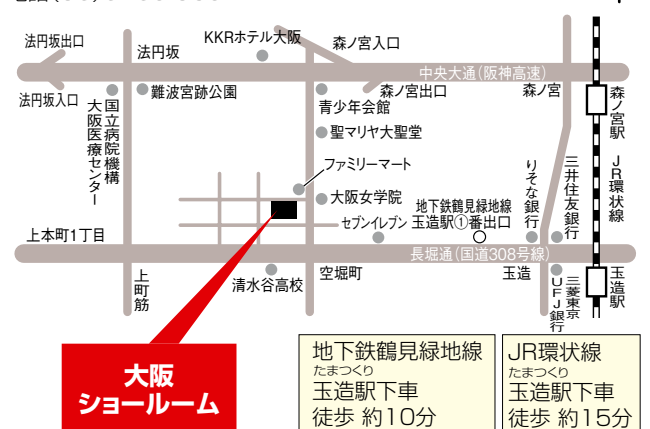 法円坂出口
法円坂
KKRホテル大阪
森ノ宮入口
中央大通(阪神高速)
法円坂入口
国立病院機構
大阪医療センター
難波宮跡公園
青少年会館
森ノ宮出口
森ノ宮
森ノ宮駅
聖マリヤ大聖堂
ファミリーマート
大阪女学院
地下鉄鶴見緑地線
玉造駅①番出口
セブンイレブン
りそな銀行
三井住友銀行
JR環状線
上本町1丁目
長堀通(国道308号線)
上町筋
清水谷高校
空堀町
玉造
三菱東京
UFJ銀行
玉造駅
大阪
ショールーム
地下鉄鶴見緑地線
たまつくり
玉造駅下車
徒歩 約10分
JR環状線
たまつくり
玉造駅下車
徒歩 約15分